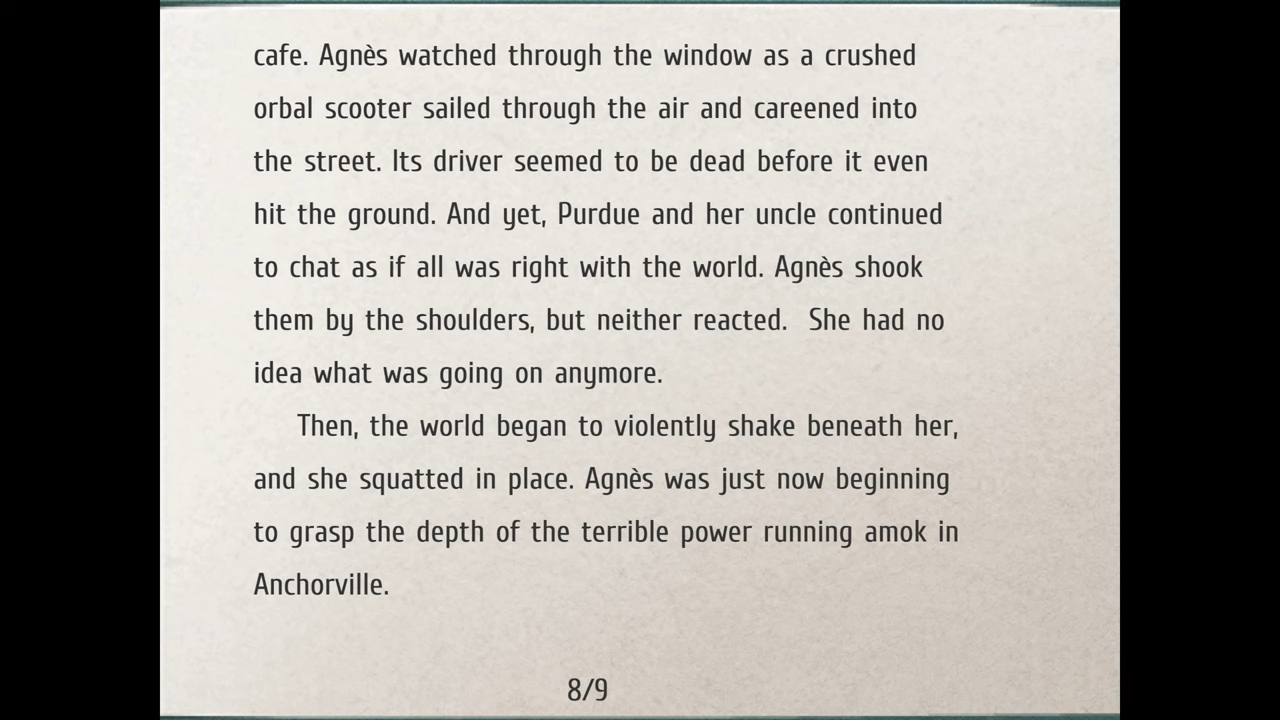 cafe. Agnès watched through the window as a crushed
orbal scooter sailed through the air and careened into
the street. Its driver seemed to be dead before it even
hit the ground. And yet, Purdue and her uncle continued
to chat as if all was right with the world. Agnès shook
them by the shoulders, but neither reacted.  She had no
idea what was going on anymore.
Then, the world began to violently shake beneath her,
and she squatted in place. Agnès was just now beginning
to grasp the depth of the terrible power running amok in
Anchorville.
8/9